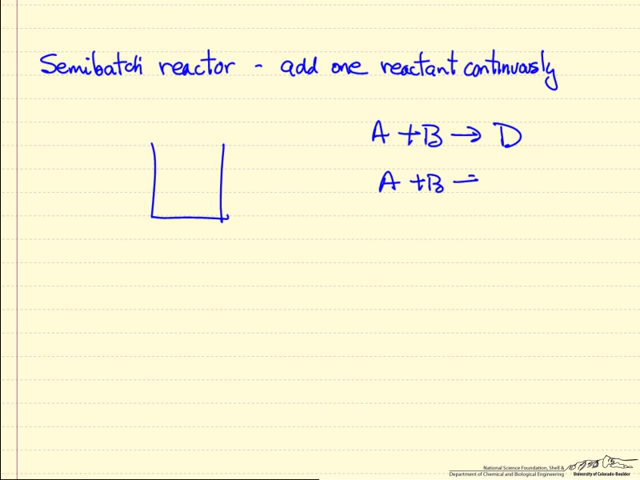 Semibatch reactor - add one reactant continuously
A + B → D
A + B =
National Science Foundation, Shell &
Department of Chemical and Biological Engineering
University of Colorado Boulder